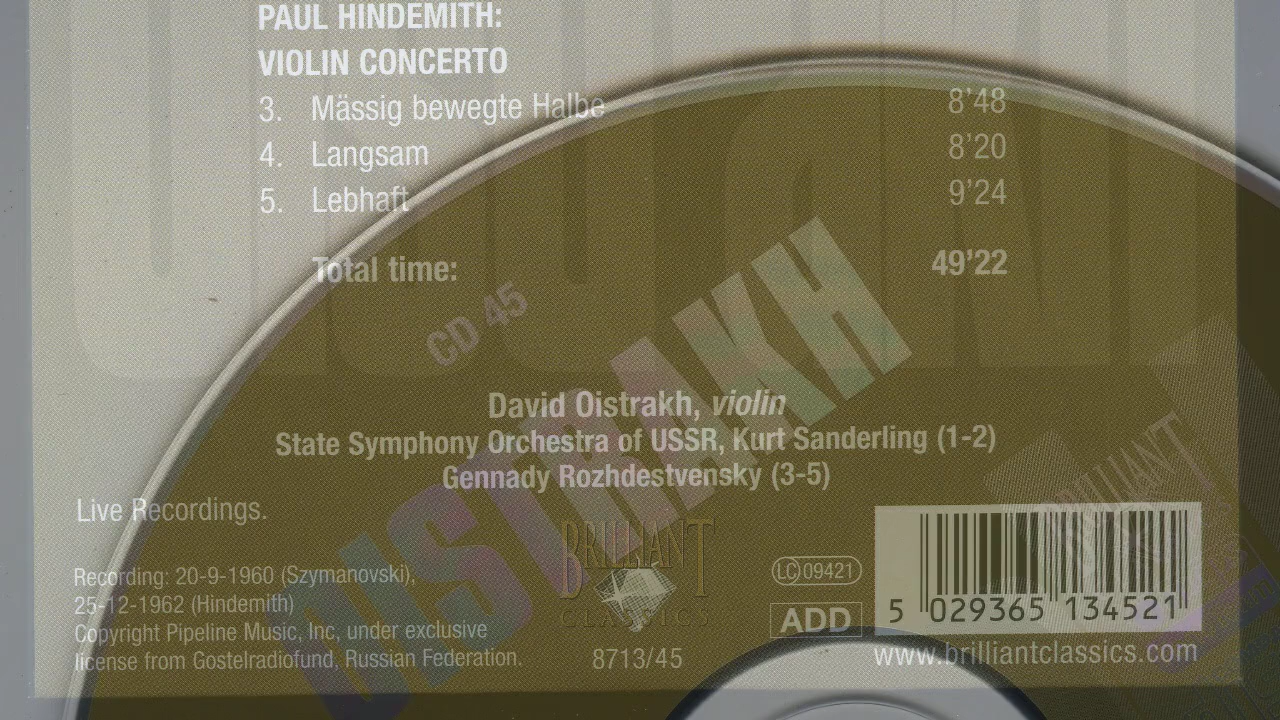 PAUL HINDEMITH:
VIOLIN CONCERTO
3. Mässig bewegte Halbe 8'48
4. Langsam 8'20
5. Lebhaft 9'24
Total time: 49'22
CD 45
OISTRAKH
David Oistrakh, violin
State Symphony Orchestra of USSR, Kurt Sanderling (1-2)
Gennady Rozhdestvensky (3-5)
Live Recordings.
Recording: 20-9-1960 (Szymanovski),
25-12-1962 (Hindemith)
Copyright Pipeline Music, Inc, under exclusive
license from Gostelradiofund, Russian Federation.
BRILLIANT
CLASSICS
8713/45
LC 09421
ADD
5 029365 134521
www.brilliantclassics.com
BRILLIANT